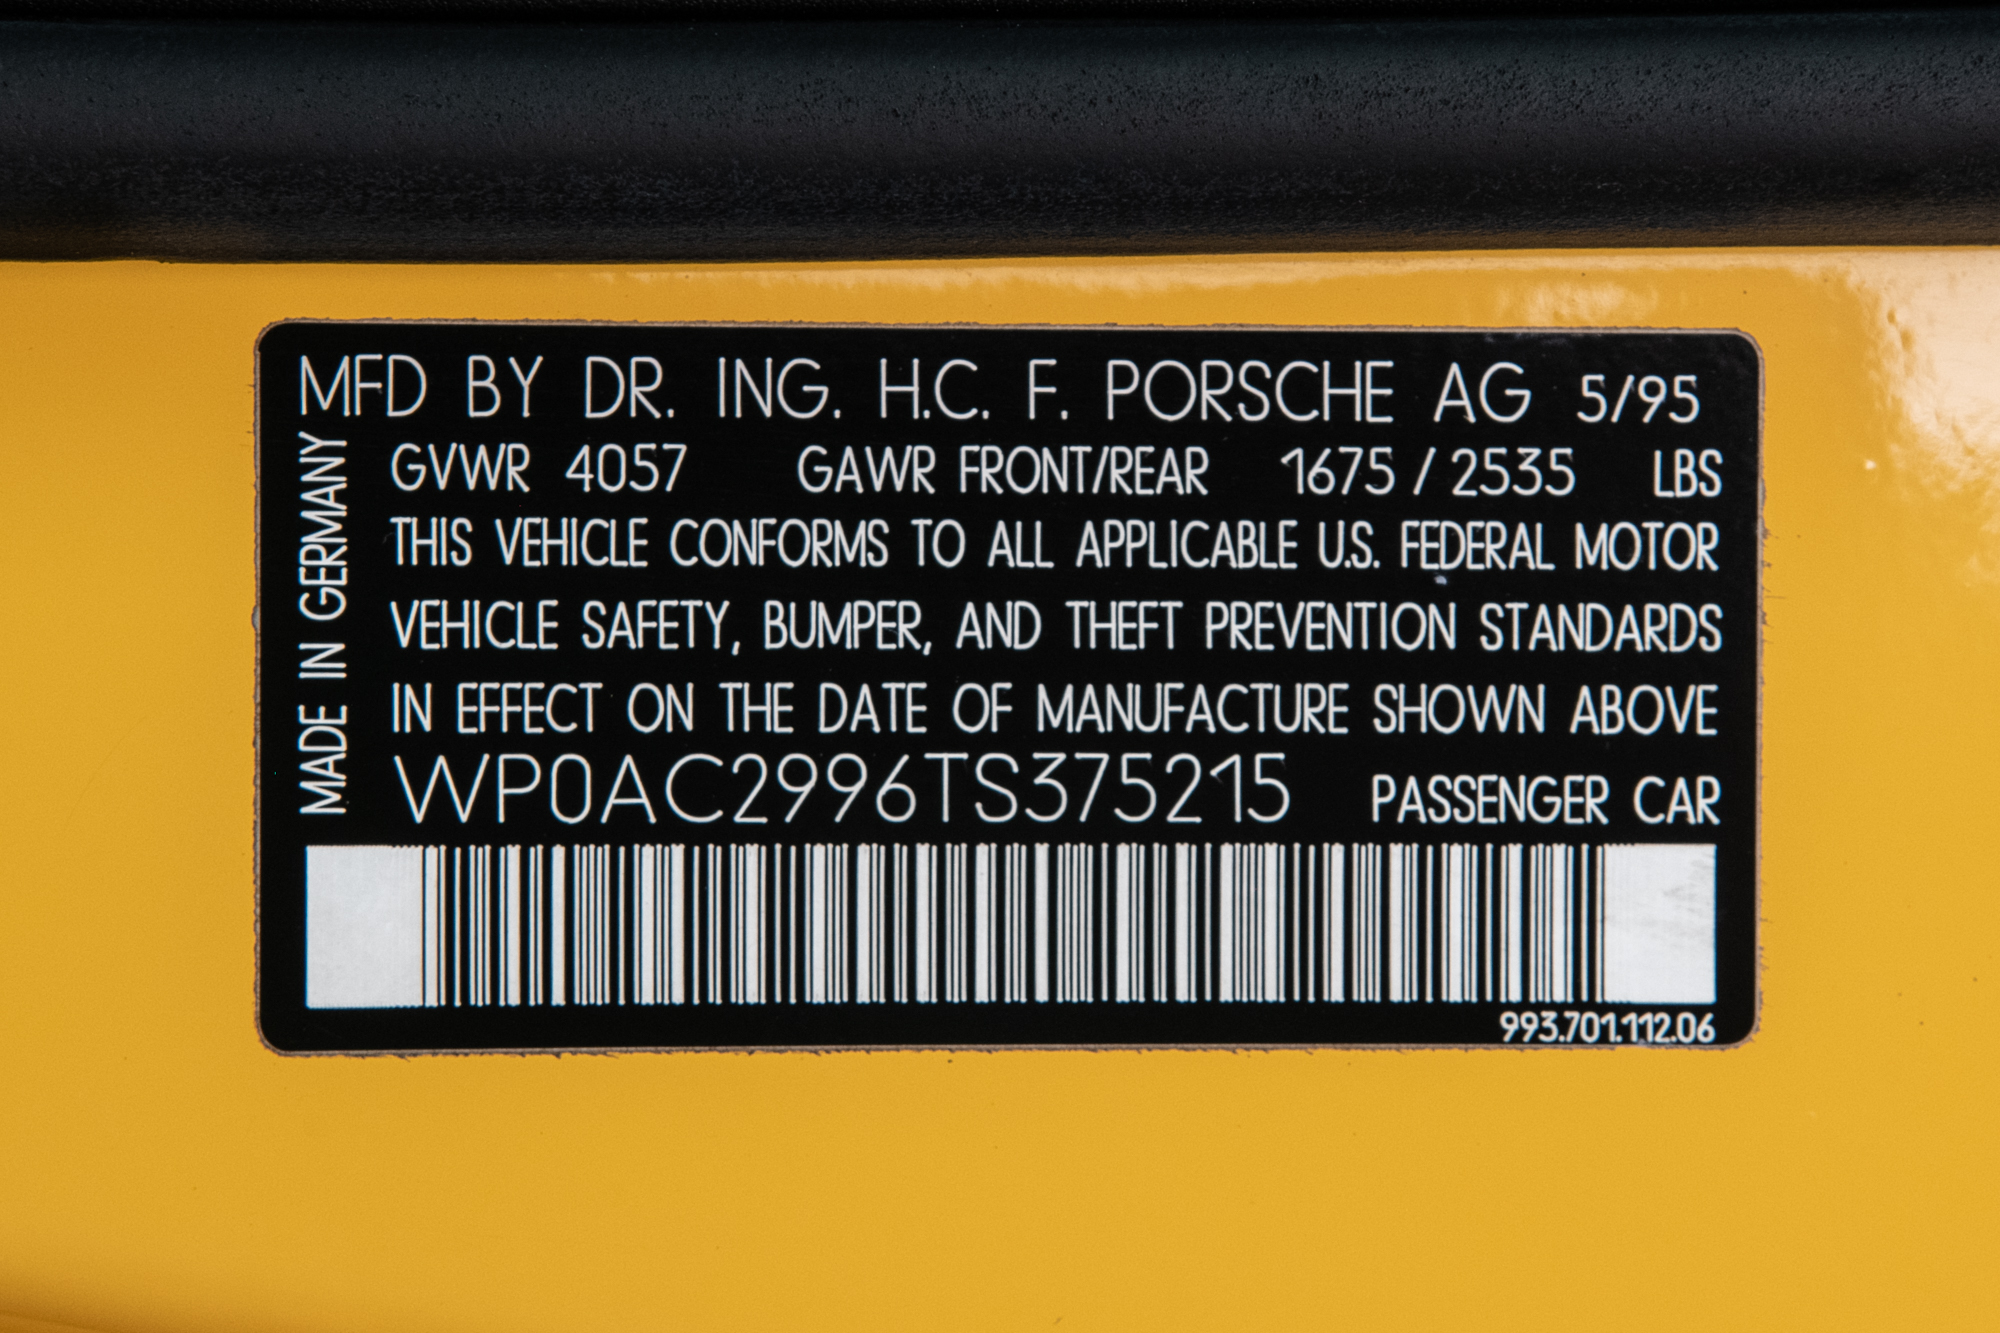 MFD BY DR. ING. H.C. F. PORSCHE AG 5/95
MADE IN GERMANY
GVWR 4057 GAWR FRONT/REAR 1675 / 2535 LBS
THIS VEHICLE CONFORMS TO ALL APPLICABLE U.S. FEDERAL MOTOR
VEHICLE SAFETY, BUMPER, AND THEFT PREVENTION STANDARDS
IN EFFECT ON THE DATE OF MANUFACTURE SHOWN ABOVE
WP0AC2996TS375215 PASSENGER CAR
993.701.112.06